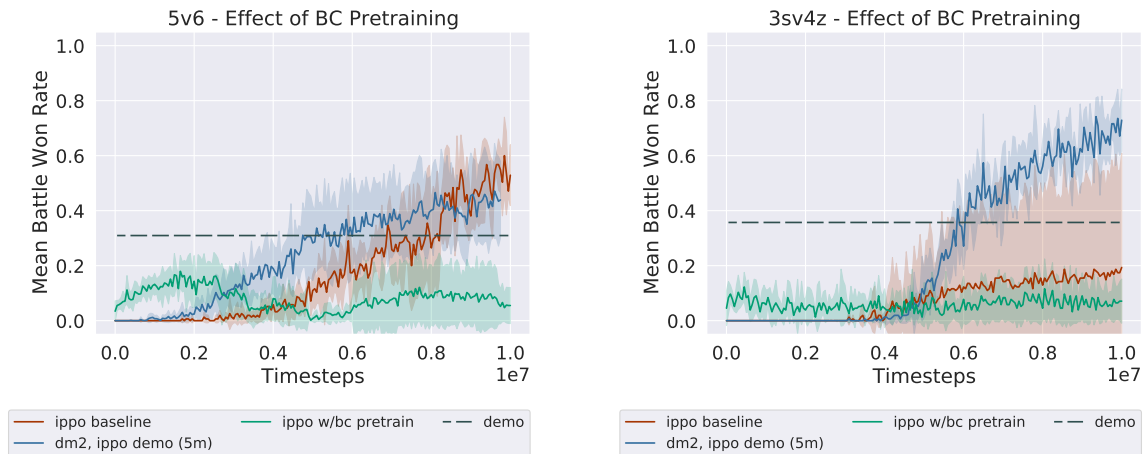 5v6 - Effect of BC Pretraining
Mean Battle Won Rate
1.0
0.8
0.6
0.4
0.2
0.0
0.0 0.2 0.4 0.6 0.8 1.0
1e7
Timesteps
ippo baseline ippo w/bc pretrain demo
dm2, ippo demo (5m)
3sv4z - Effect of BC Pretraining
Mean Battle Won Rate
1.0
0.8
0.6
0.4
0.2
0.0
0.0 0.2 0.4 0.6 0.8 1.0
1e7
Timesteps
ippo baseline ippo w/bc pretrain demo
dm2, ippo demo (5m)